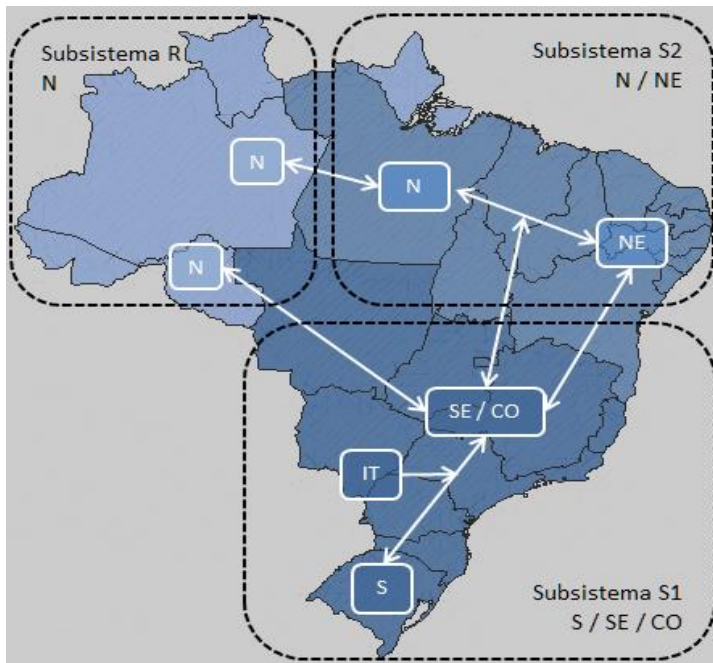 Subsistema R
N
Subsistema S2
N / NE
N
N
NE
N
SE / CO
IT
S
Subsistema S1
S / SE / CO